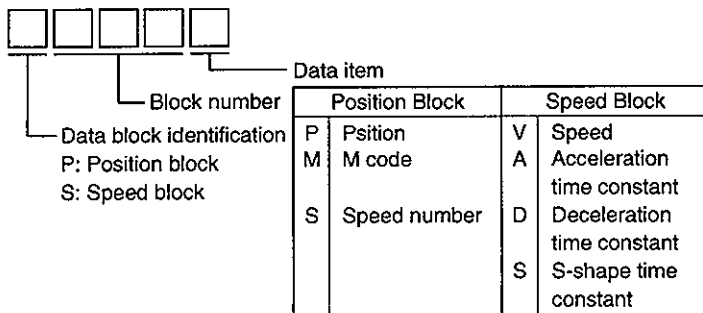 Data item
Block number
Data block identification
P: Position block
S: Speed block
Position Block Speed Block
P Psition V Speed
M M code A Acceleration
time constant
S Speed number D Deceleration
time constant
S S-shape time
constant